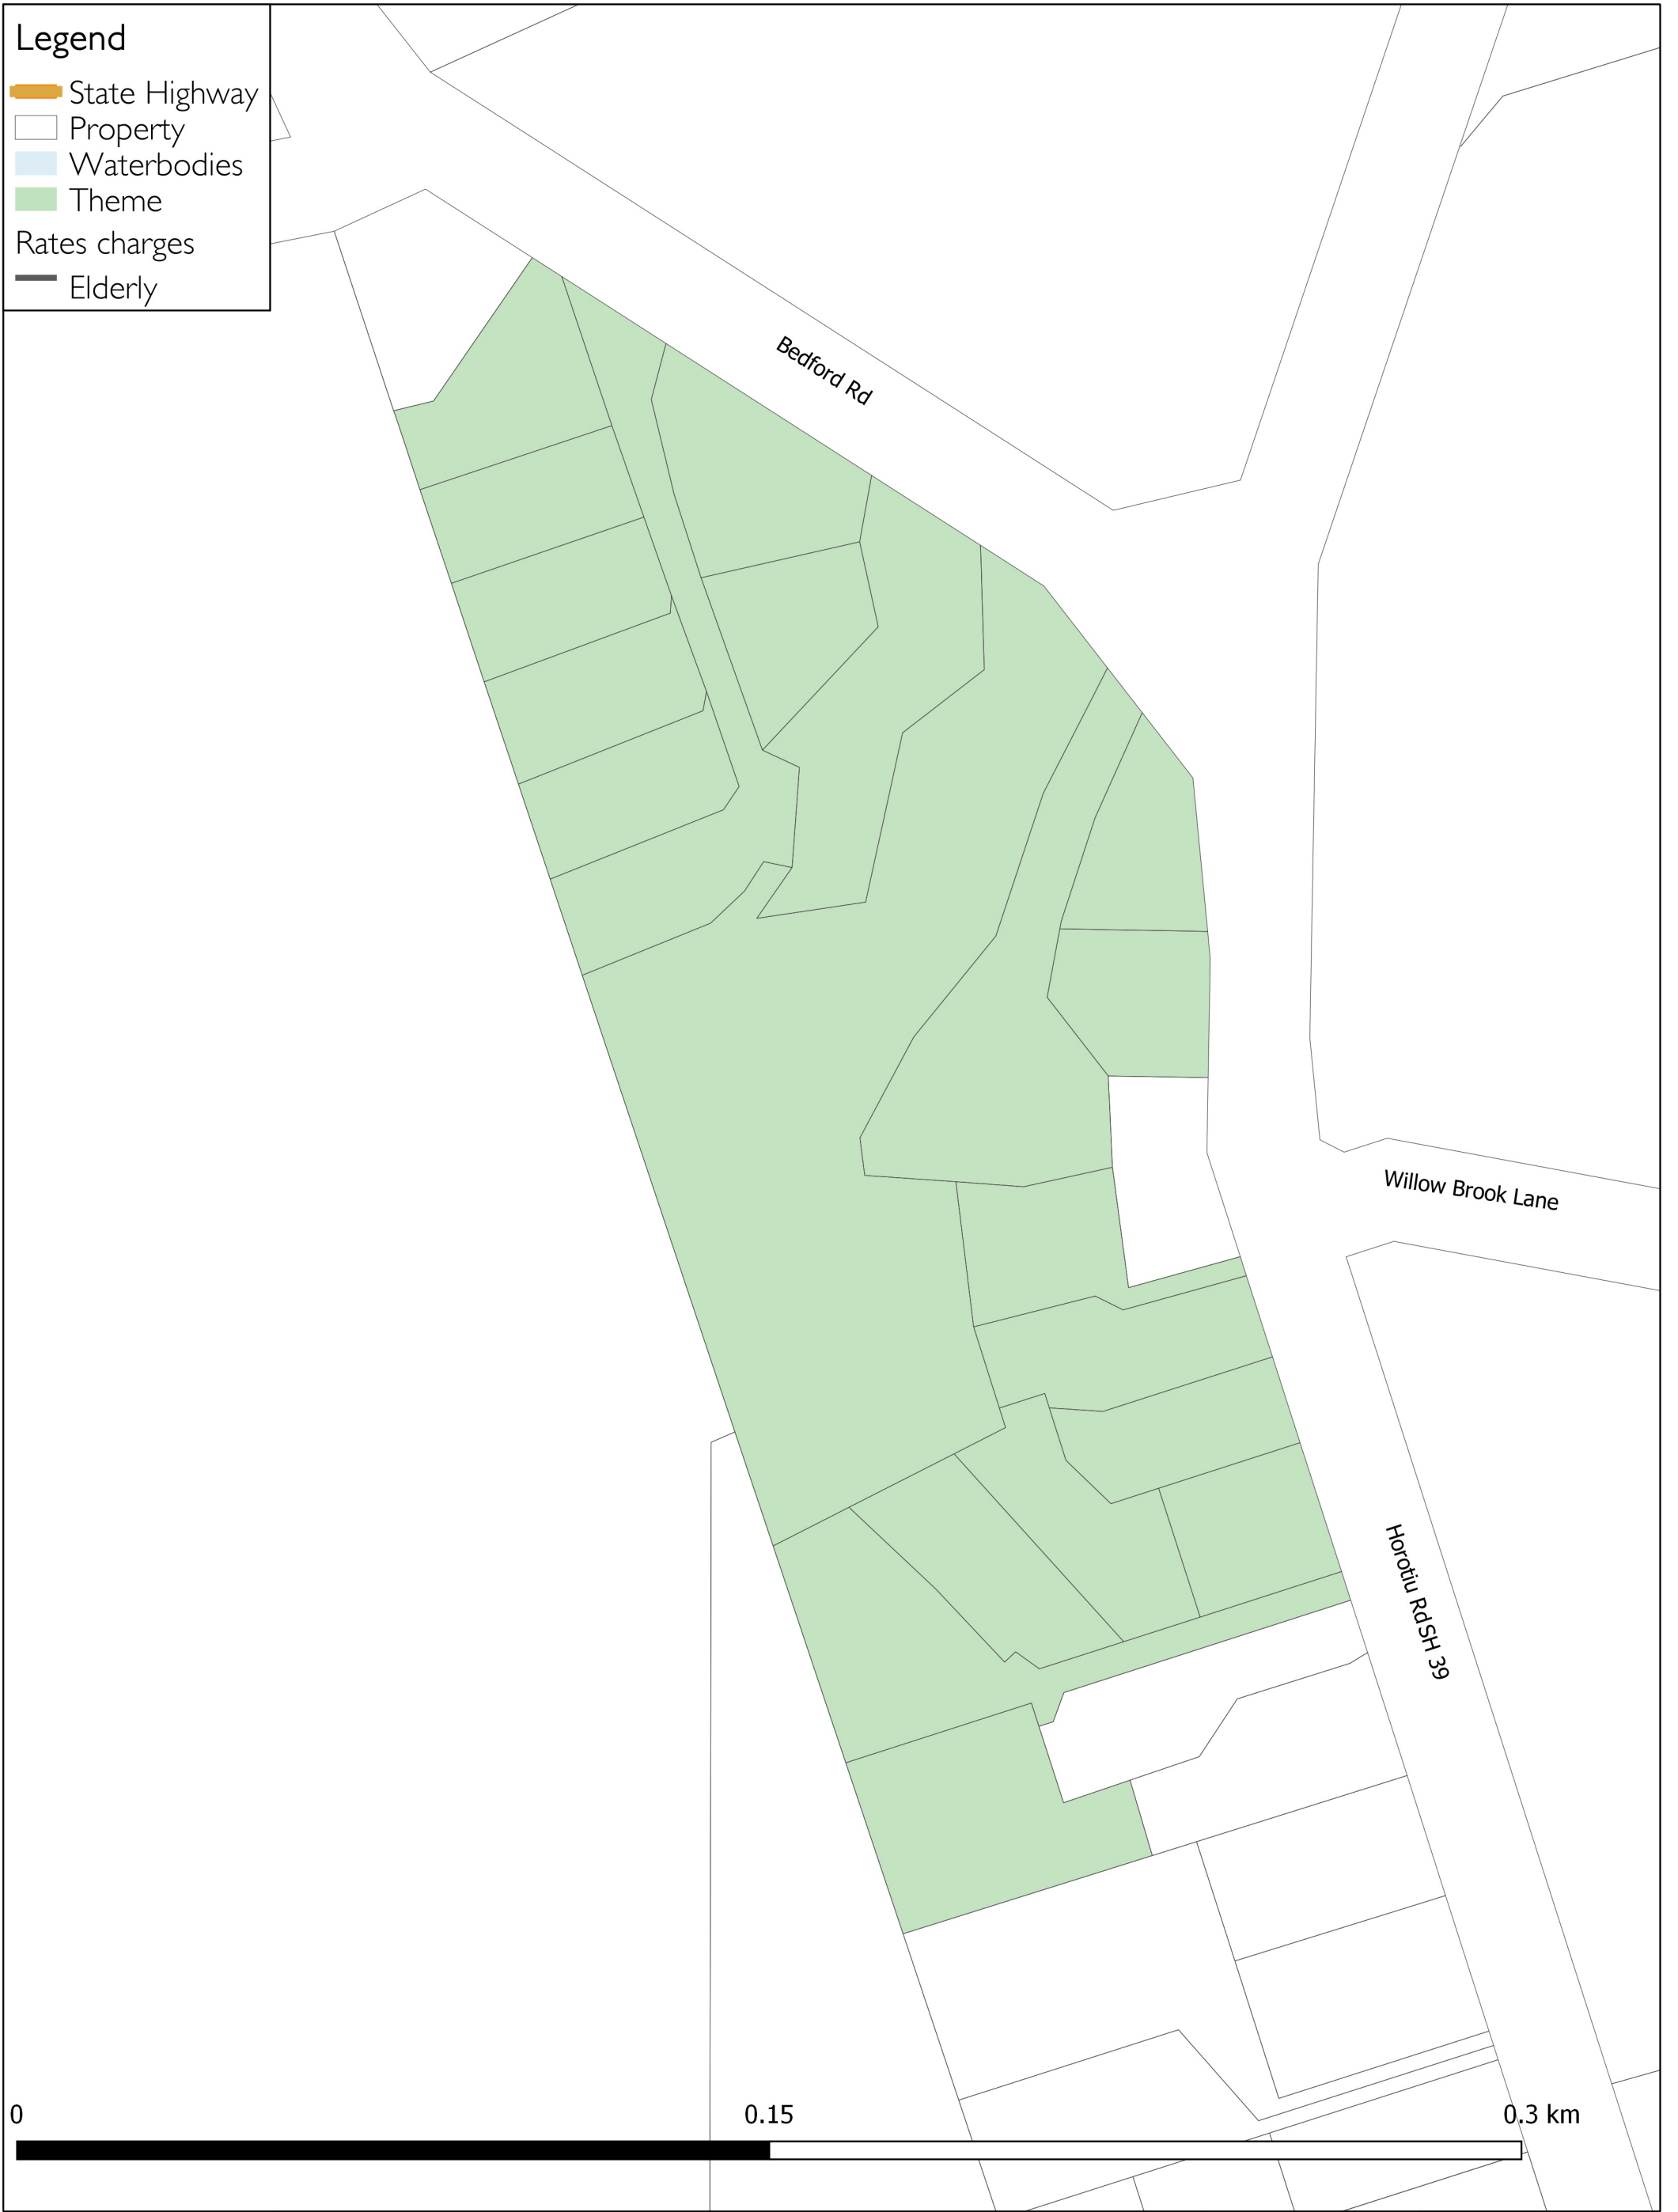 Legend
State Highway
Property
Waterbodies
Theme
Rates charges
Elderly
Bedford Rd
Willow Brook Lane
Horotiu RdSH 39
0 0.15 0.3 km